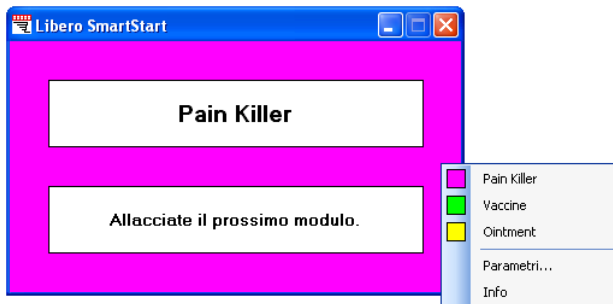 Libero SmartStart
Pain Killer
Allacciate il prossimo modulo.
Pain Killer
Vaccine
Ointment
Parametri...
Info